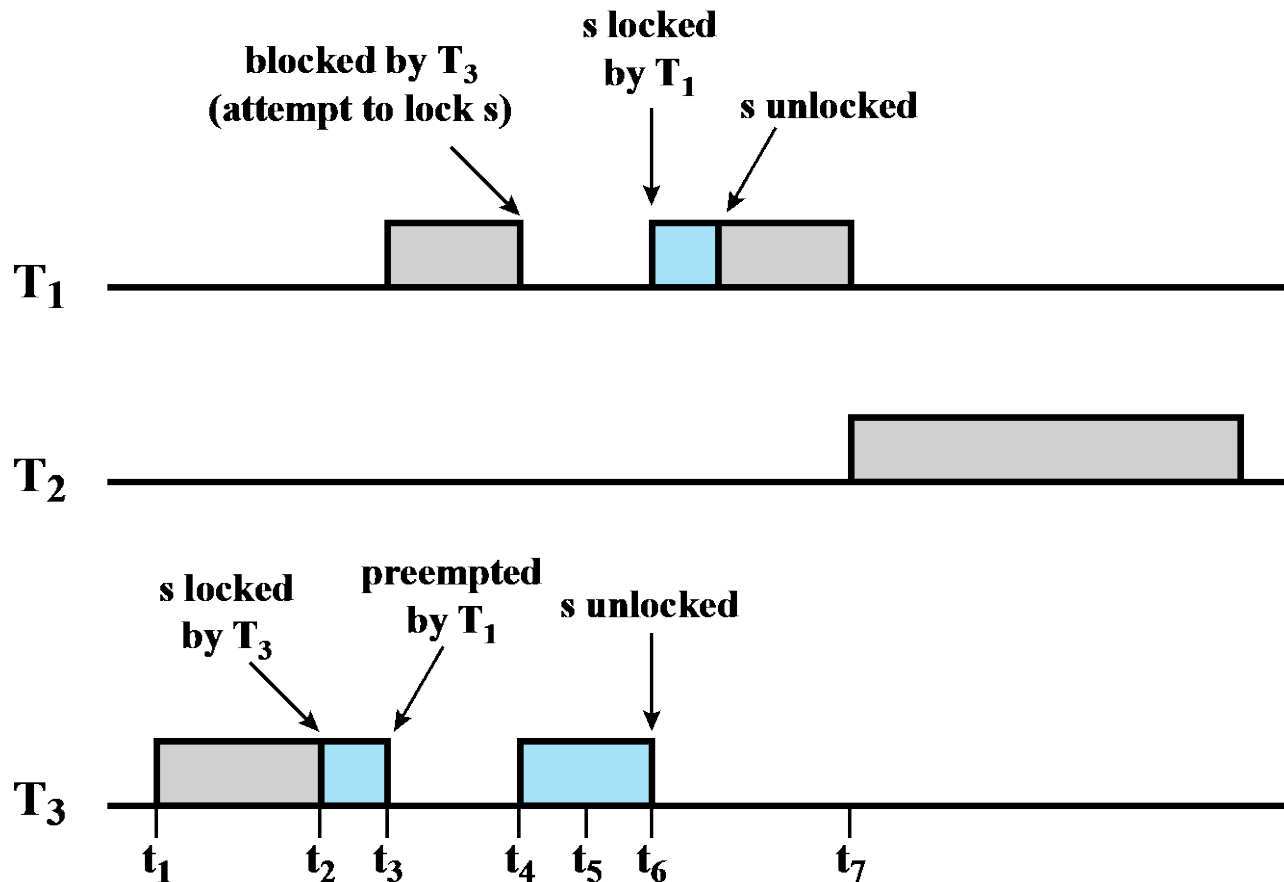 s locked
by T₁
blocked by T₃
(attempt to lock s)
s unlocked
T₁
T₂
s locked
by T₃
preempted
by T₁
s unlocked
T₃
t₁ t₂ t₃ t₄ t₅ t₆ t₇